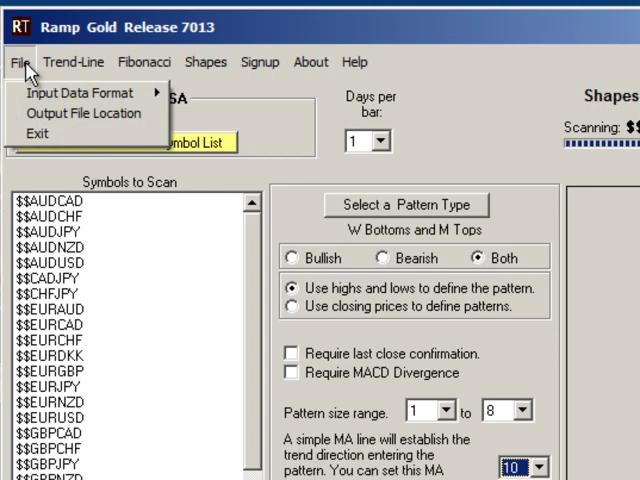 RT Ramp Gold Release 7013
File Trend-Line Fibonacci Shapes Signup About Help
Input Data Format
Output File Location
Exit
SA
mbol List
Days per
bar:
1
Shapes
Scanning: $$
Symbols to Scan
$$AUDCAD
$$AUDCHF
$$AUDJPY
$$AUDNZD
$$AUDUSD
$$CADJPY
$$CHFJPY
$$EURAUD
$$EURCAD
$$EURCHF
$$EURDKK
$$EURGBP
$$EURJPY
$$EURNZD
$$EURUSD
$$GBPCAD
$$GBPCHF
$$GBPJPY
$$GBPNZD
Select a Pattern Type
W Bottoms and M Tops
Bullish Bearish Both
Use highs and lows to define the pattern.
Use closing prices to define patterns.
Require last close confirmation.
Require MACD Divergence
Pattern size range. 1 to 8
A simple MA line will establish the
trend direction entering the
pattern. You can set this MA
10